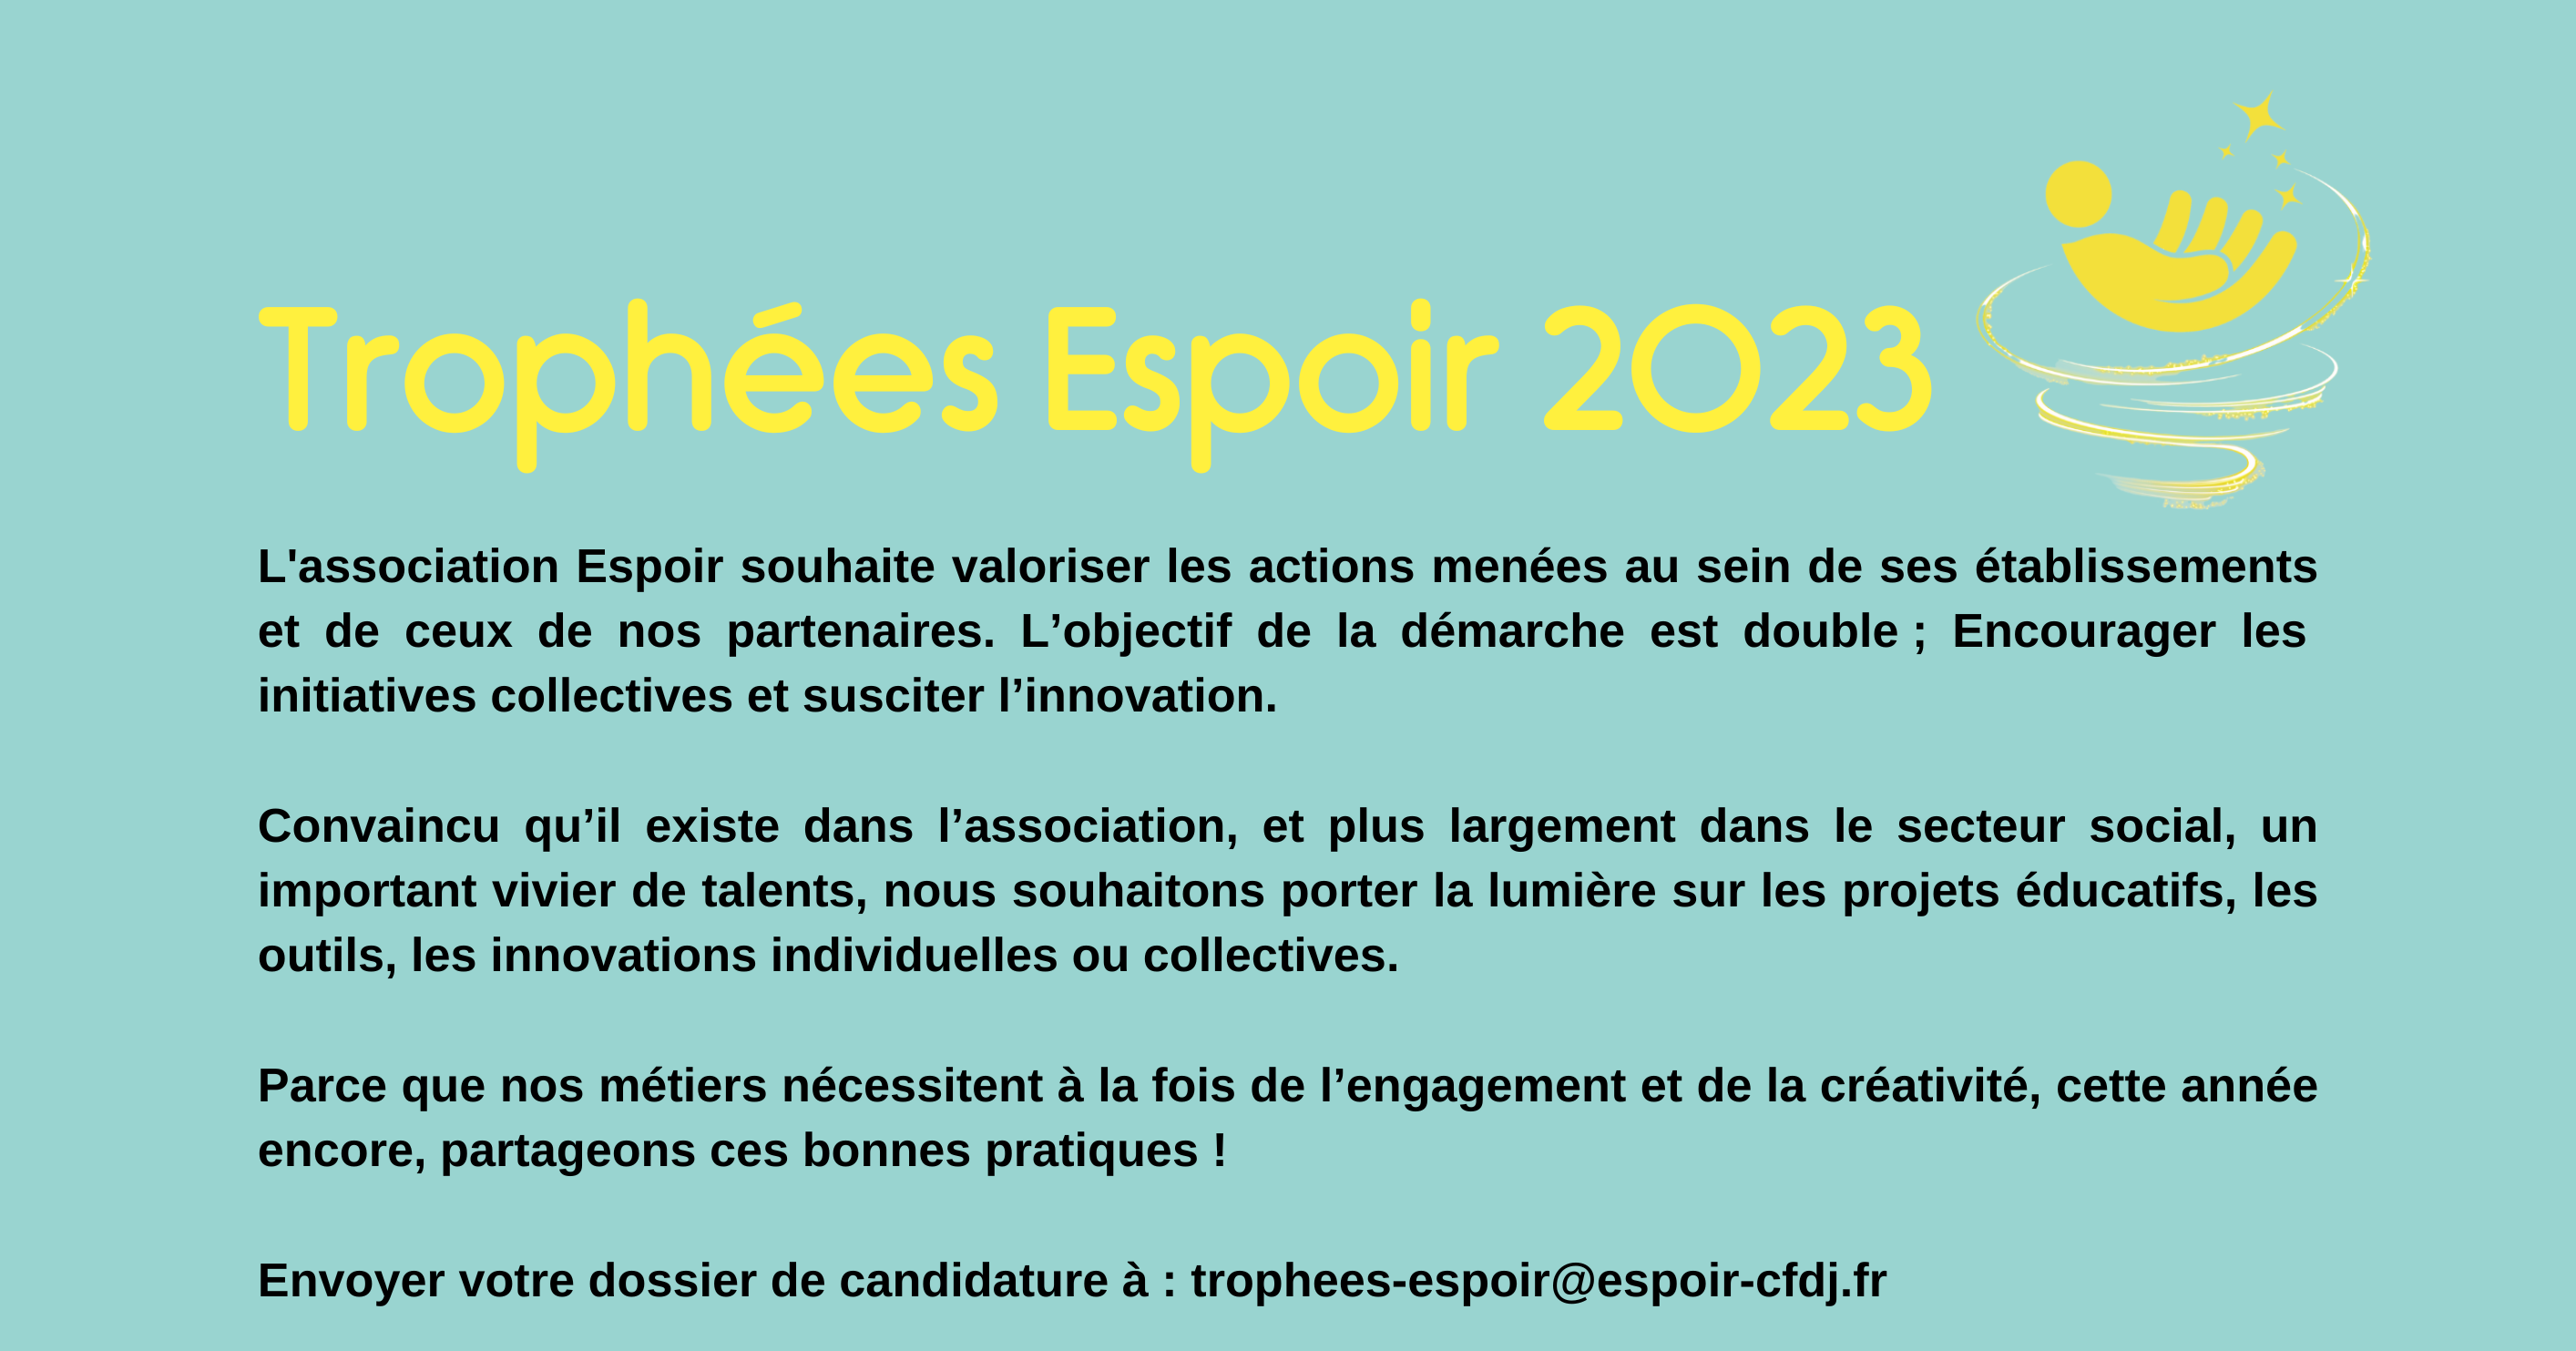 Trophées Espoir 2023
L'association Espoir souhaite valoriser les actions menées au sein de ses établissements
et de ceux de nos partenaires. L’objectif de la démarche est double ; Encourager les
initiatives collectives et susciter l’innovation.
Convaincu qu’il existe dans l’association, et plus largement dans le secteur social, un
important vivier de talents, nous souhaitons porter la lumière sur les projets éducatifs, les
outils, les innovations individuelles ou collectives.
Parce que nos métiers nécessitent à la fois de l’engagement et de la créativité, cette année
encore, partageons ces bonnes pratiques !
Envoyer votre dossier de candidature à : trophees-espoir@espoir-cfdj.fr